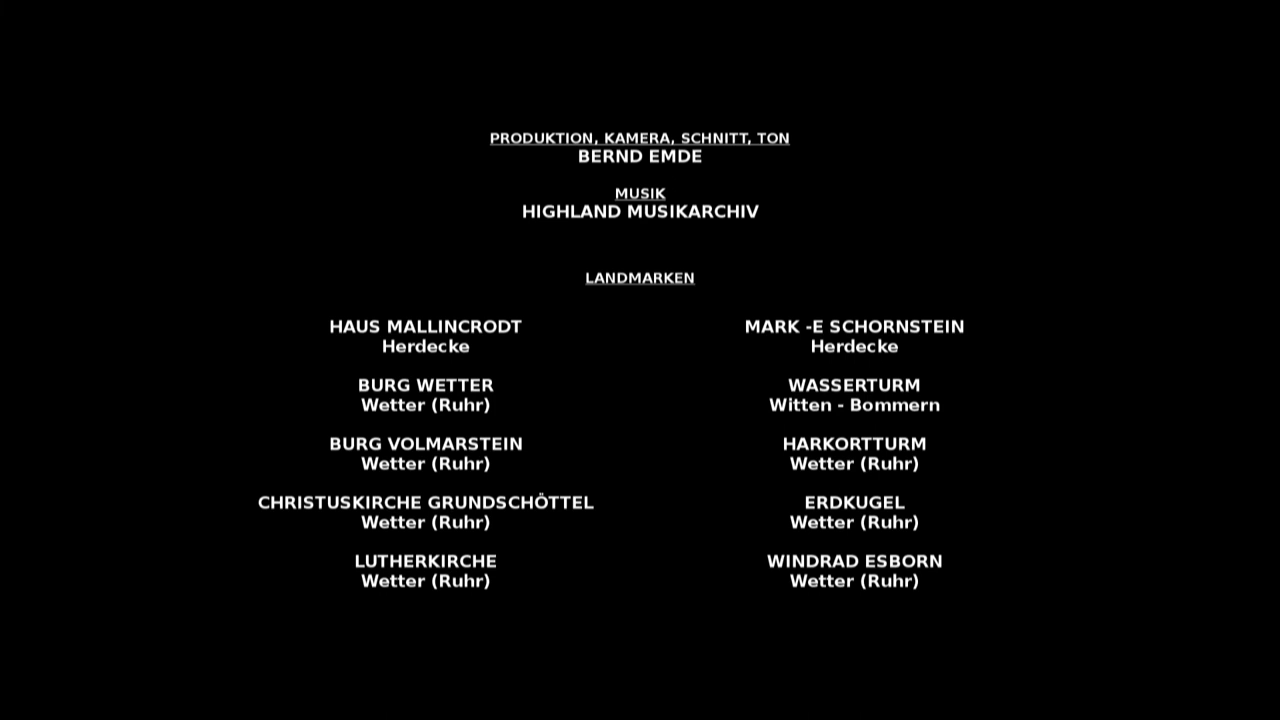 PRODUKTION, KAMERA, SCHNITT, TON
BERND EMDE
MUSIK
HIGHLAND MUSIKARCHIV
LANDMARKEN
HAUS MALLINCRODT
Herdecke
BURG WETTER
Wetter (Ruhr)
BURG VOLMARSTEIN
Wetter (Ruhr)
CHRISTUSKIRCHE GRUNDSCHÖTTEL
Wetter (Ruhr)
LUTHERKIRCHE
Wetter (Ruhr)
MARK -E SCHORNSTEIN
Herdecke
WASSERTURM
Witten - Bommern
HARKORTTURM
Wetter (Ruhr)
ERDKUGEL
Wetter (Ruhr)
WINDRAD ESBORN
Wetter (Ruhr)